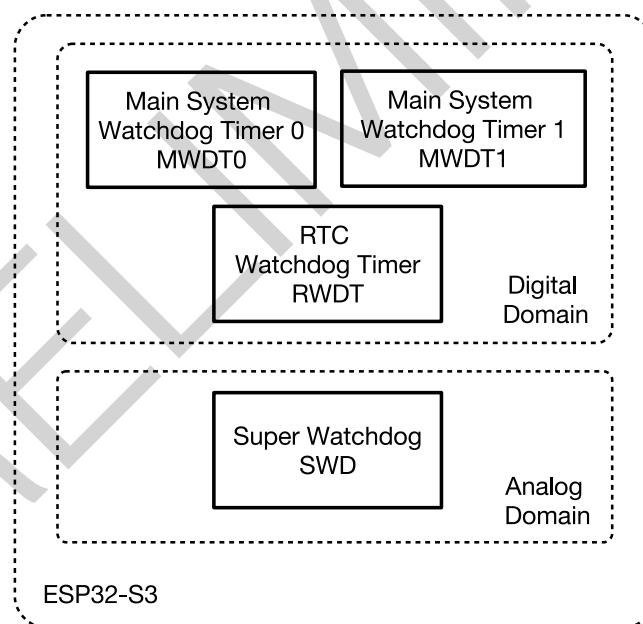 Main System
Watchdog Timer 0
MWDT0
Main System
Watchdog Timer 1
MWDT1
RTC
Watchdog Timer
RWDT
Digital
Domain
Super Watchdog
SWD
Analog
Domain
ESP32-S3